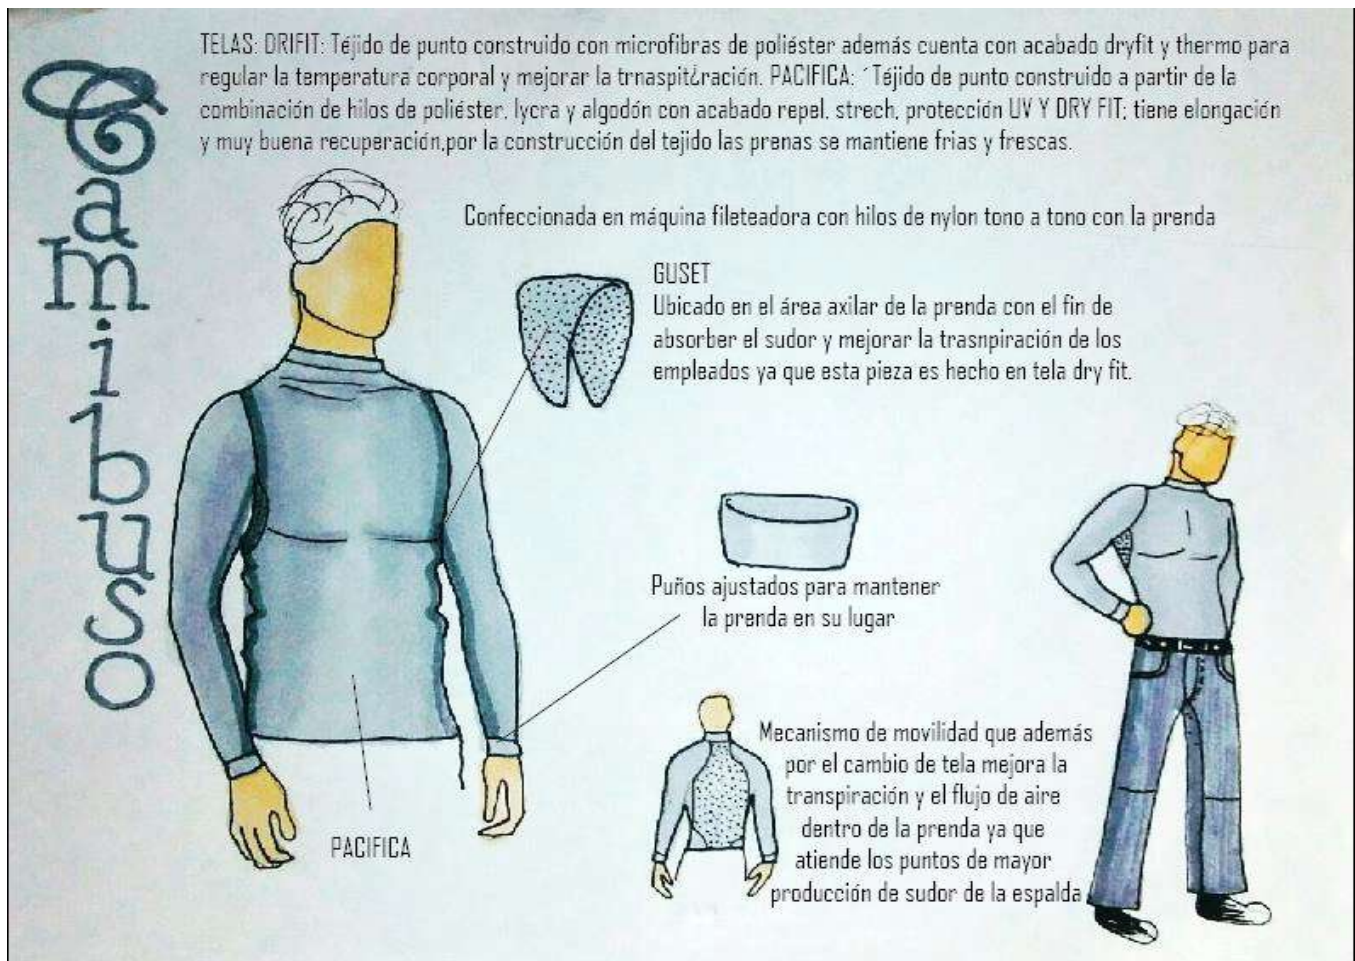 Camibuso
TELAS: DRIFIT: Téjido de punto construido con microfibras de poliéster además cuenta con acabado dryfit y thermo para
regular la temperatura corporal y mejorar la trnaspit¿ración. PACIFICA: ´Téjido de punto construido a partir de la
combinación de hilos de poliéster, lycra y algodón con acabado repel, strech, protección UV Y DRY FIT; tiene elongación
y muy buena recuperación,por la construcción del tejido las prenas se mantiene frias y frescas.
Confeccionada en máquina fileteadora con hilos de nylon tono a tono con la prenda
GUSET
Ubicado en el área axilar de la prenda con el fin de
absorber el sudor y mejorar la trasnpiración de los
empleados ya que esta pieza es hecho en tela dry fit.
Puños ajustados para mantener
la prenda en su lugar
Mecanismo de movilidad que además
por el cambio de tela mejora la
transpiración y el flujo de aire
dentro de la prenda ya que
atiende los puntos de mayor
producción de sudor de la espalda
PACIFICA